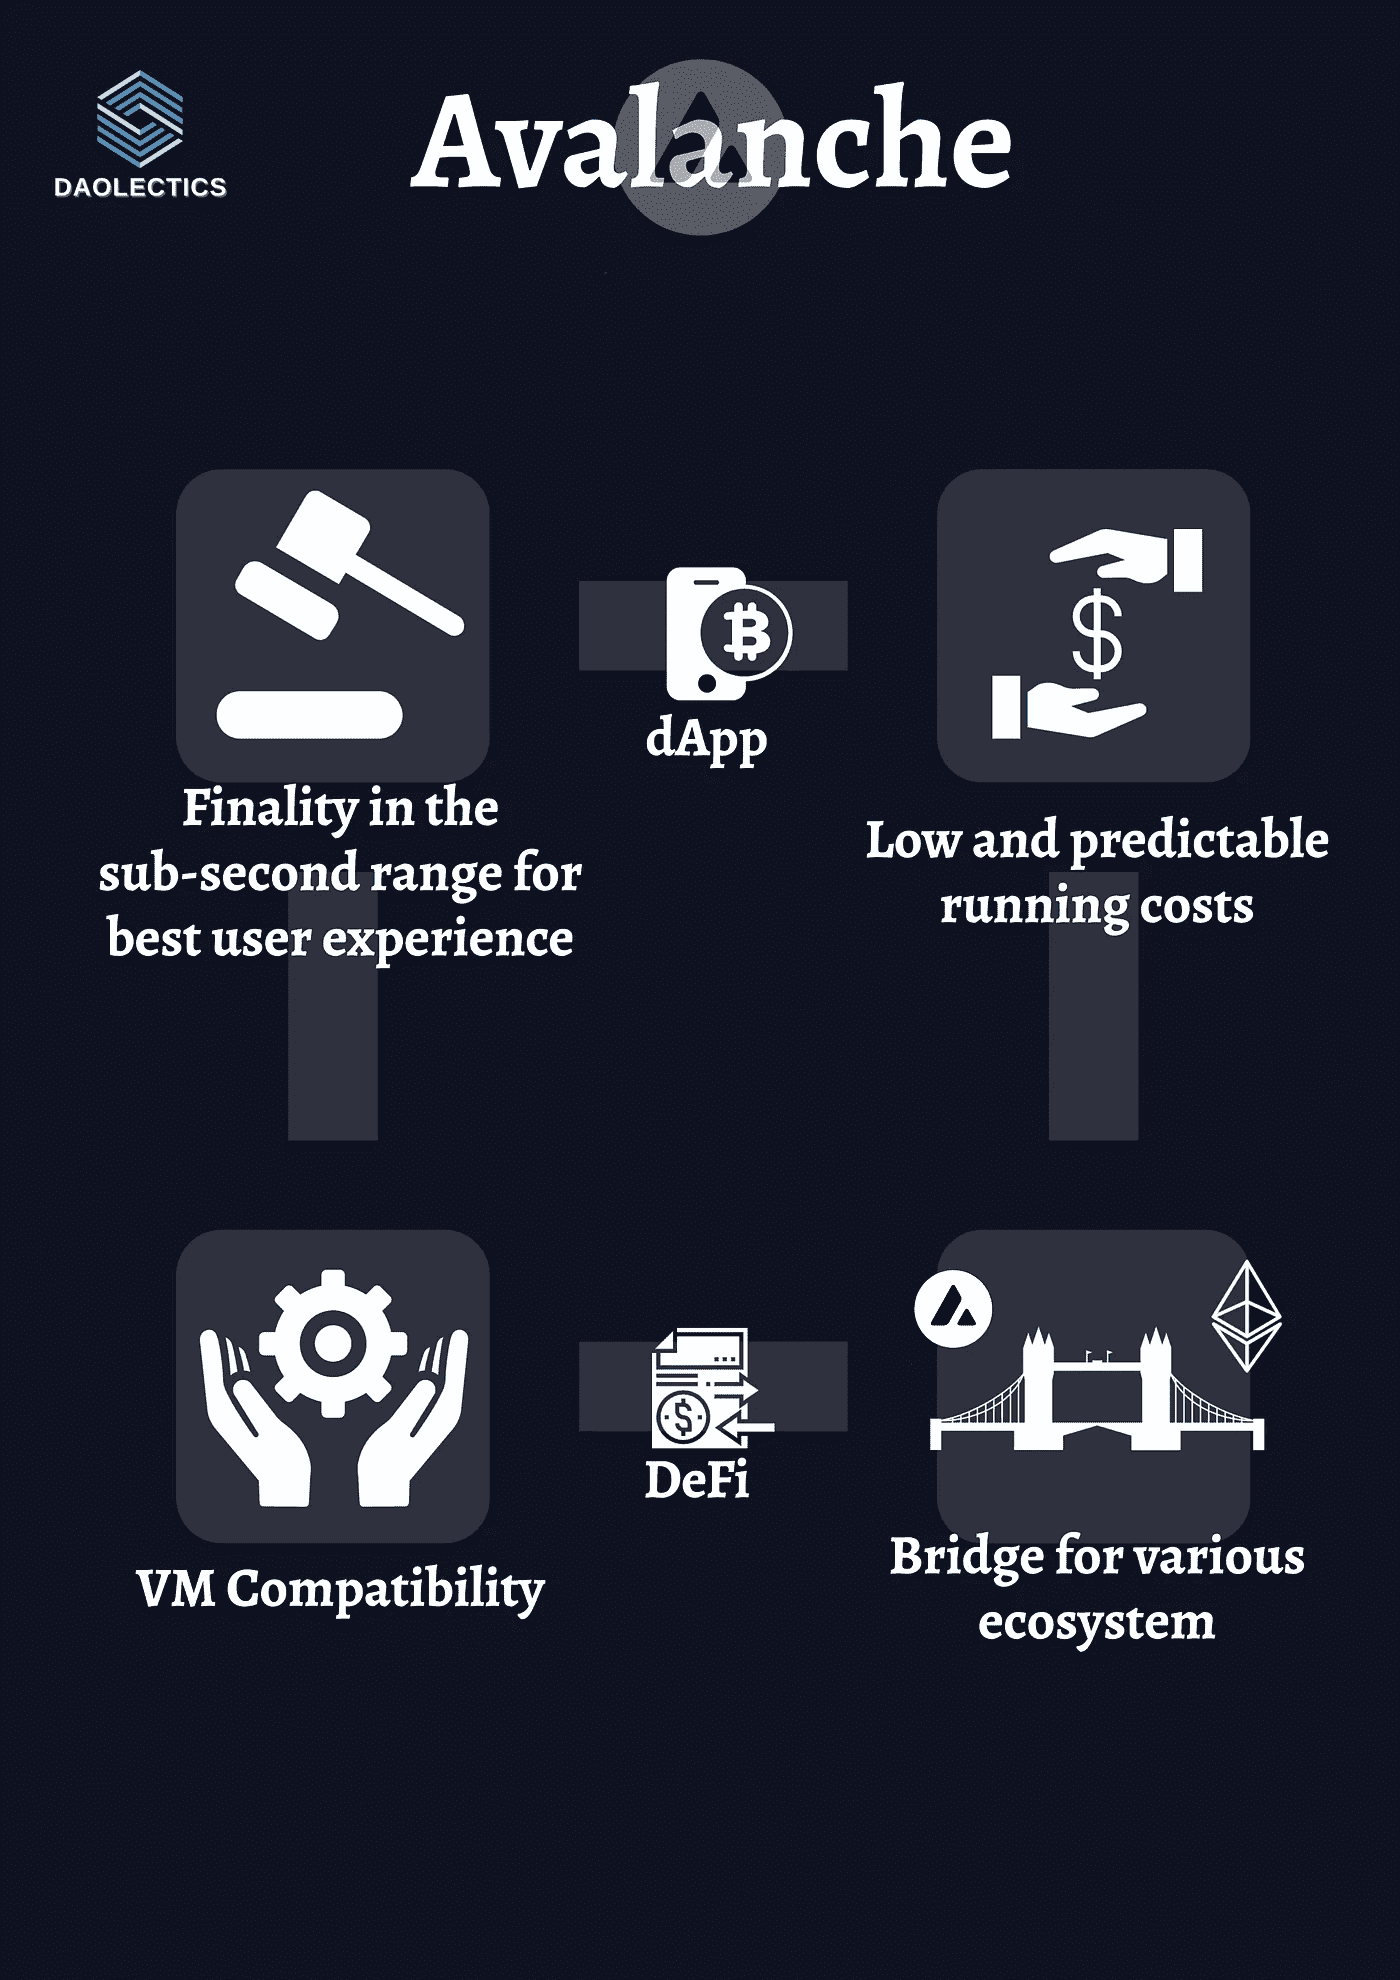 DAOLECTICS
Avalanche
dApp
Finality in the
sub-second range for
best user experience
Low and predictable
running costs
DeFi
VM Compatibility
Bridge for various
ecosystem